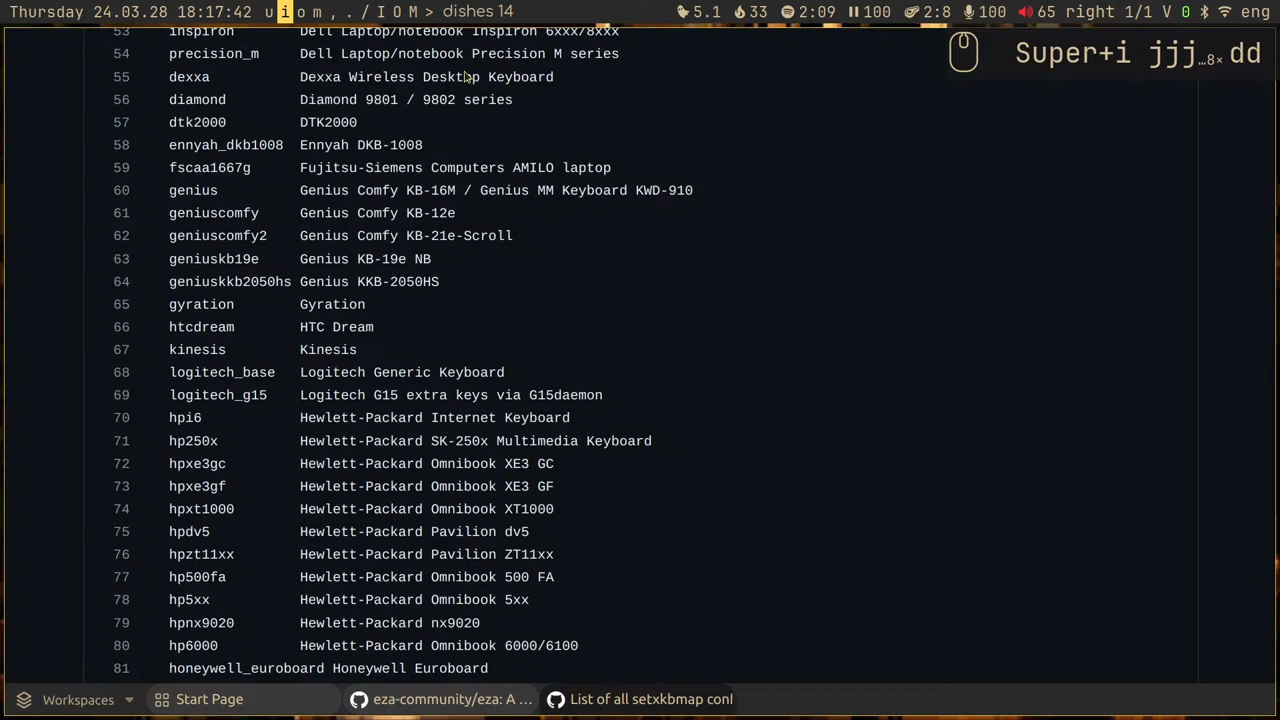 Thursday 24.03.28 18:17:42 u i o m , . / I O M > dishes 14 5.1 33 2:09 100 2:8 100 65 right 1/1 V 0 eng
Super+i jjj…8× dd
53 inspiron Dell Laptop/notebook Inspiron 6xxx/8xxx
54 precision_m Dell Laptop/notebook Precision M series
55 dexxa Dexxa Wireless Desktop Keyboard
56 diamond Diamond 9801 / 9802 series
57 dtk2000 DTK2000
58 ennyah_dkb1008 Ennyah DKB-1008
59 fscaa1667g Fujitsu-Siemens Computers AMILO laptop
60 genius Genius Comfy KB-16M / Genius MM Keyboard KWD-910
61 geniuscomfy Genius Comfy KB-12e
62 geniuscomfy2 Genius Comfy KB-21e-Scroll
63 geniuskb19e Genius KB-19e NB
64 geniuskkb2050hs Genius KKB-2050HS
65 gyration Gyration
66 htcdream HTC Dream
67 kinesis Kinesis
68 logitech_base Logitech Generic Keyboard
69 logitech_g15 Logitech G15 extra keys via G15daemon
70 hpi6 Hewlett-Packard Internet Keyboard
71 hp250x Hewlett-Packard SK-250x Multimedia Keyboard
72 hpxe3gc Hewlett-Packard Omnibook XE3 GC
73 hpxe3gf Hewlett-Packard Omnibook XE3 GF
74 hpxt1000 Hewlett-Packard Omnibook XT1000
75 hpdv5 Hewlett-Packard Pavilion dv5
76 hpzt11xx Hewlett-Packard Pavilion ZT11xx
77 hp500fa Hewlett-Packard Omnibook 500 FA
78 hp5xx Hewlett-Packard Omnibook 5xx
79 hpnx9020 Hewlett-Packard nx9020
80 hp6000 Hewlett-Packard Omnibook 6000/6100
81 honeywell_euroboard Honeywell Euroboard
Workspaces Start Page eza-community/eza: A ... List of all setxkbmap conf